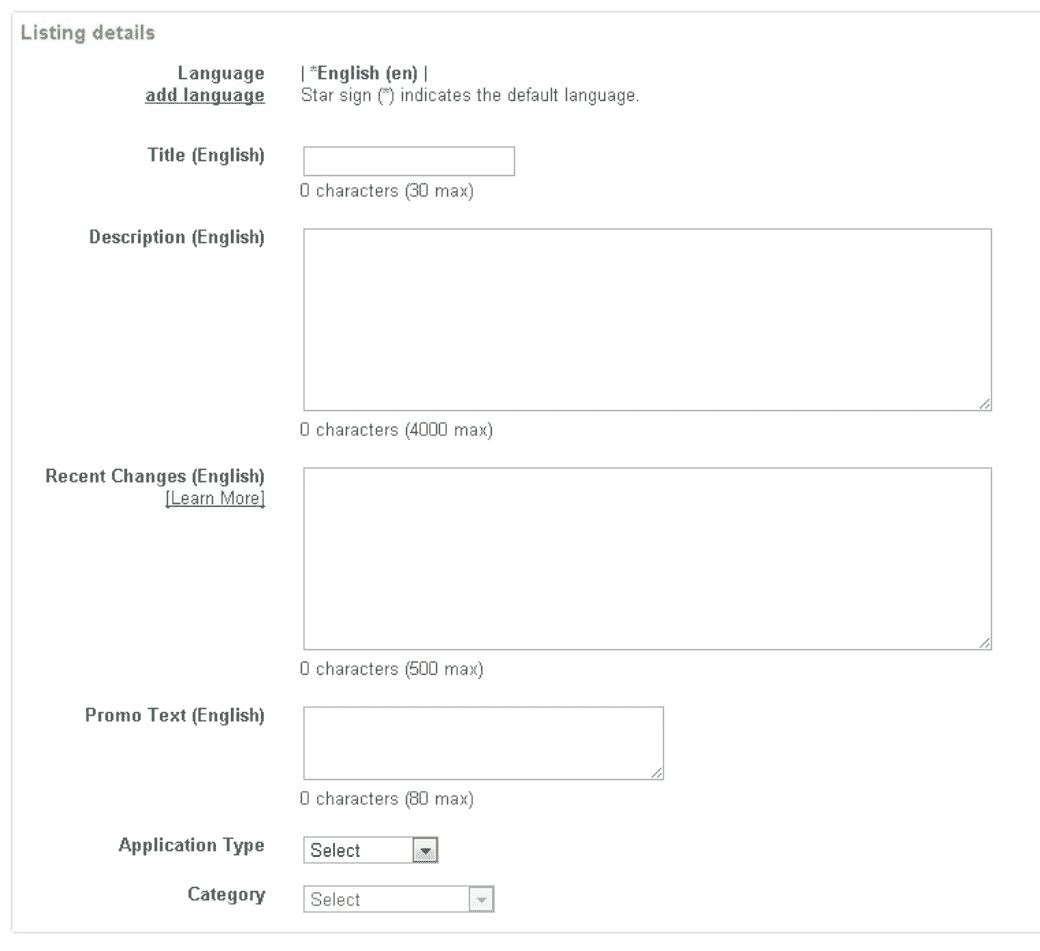 Listing details
Language | *English (en) |
add language Star sign (*) indicates the default language.
Title (English)
0 characters (30 max)
Description (English)
0 characters (4000 max)
Recent Changes (English)
[Learn More]
0 characters (500 max)
Promo Text (English)
0 characters (80 max)
Application Type Select
Category Select